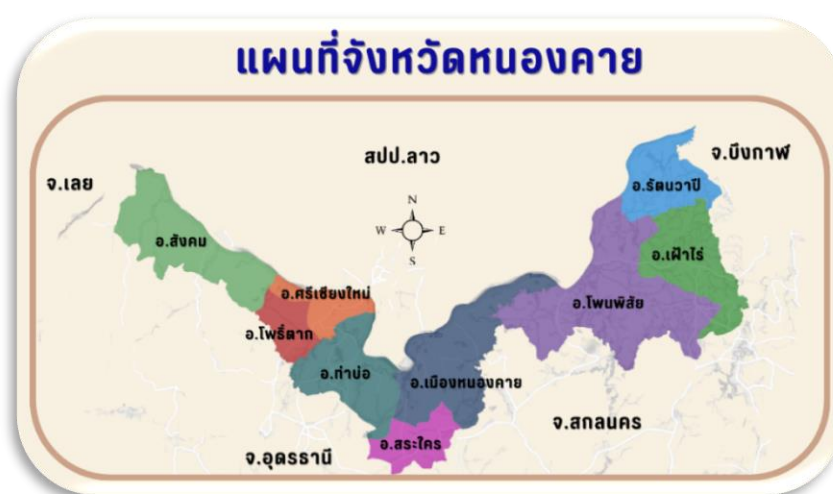 แผนที่จังหวัดหนองคาย
สปป.ลาว
จ.บึงกาฬ
จ.เลย
อ.รัตนวาปี
N
W E
S
อ.สังคม
อ.เฝ้าไร่
อ.ศรีเชียงใหม่
อ.โพนพิสัย
อ.โพธิ์ตาก
อ.ท่าบ่อ
อ.เมืองหนองคาย
จ.สกลนคร
อ.สระใคร
จ.อุดรธานี